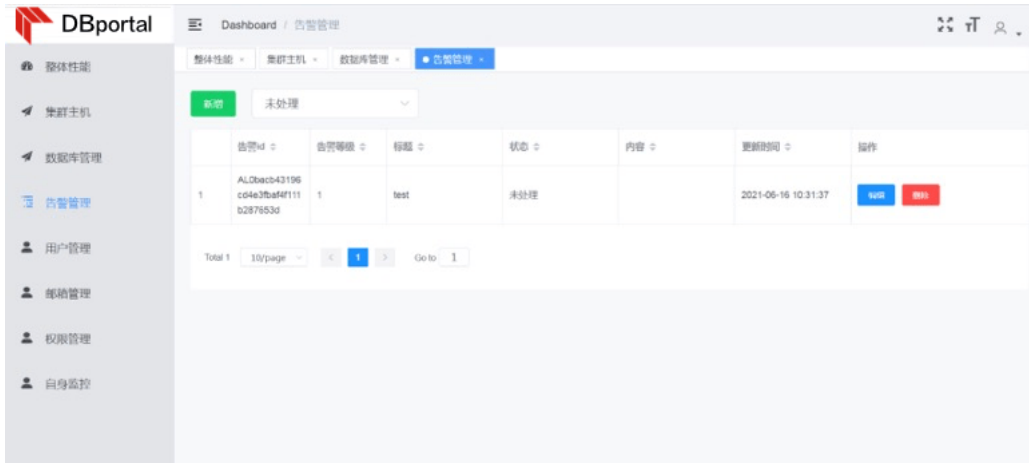 DBportal
Dashboard / 告警管理
整体性能 × 集群主机 × 数据库管理 × 告警管理 ×
整体性能
集群主机
数据库管理
告警管理
用户管理
邮箱管理
权限管理
自身监控
新增 未处理
告警id 告警等级 标题 状态 内容 更新时间 操作
1 AL0bacb43196 1 test 未处理 2021-06-16 10:31:37 编辑 删除
cd4e3fbaf4f111
b287653d
Total 1 10/page 1 Go to 1